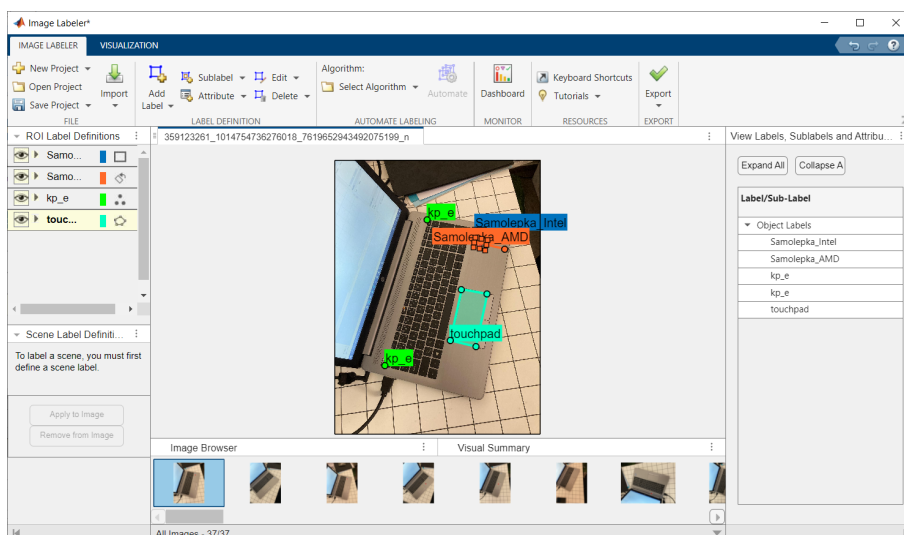 Image Labeler*
IMAGE LABELER VISUALIZATION
New Project
Open Project
Save Project
Import
FILE
Add
Label
Sublabel
Attribute
Edit
Delete
LABEL DEFINITION
Algorithm:
Select Algorithm
Automate
AUTOMATE LABELING
Dashboard
MONITOR
Keyboard Shortcuts
Tutorials
RESOURCES
Export
EXPORT
ROI Label Definitions
Samo...
Samo...
kp_e
touc...
Scene Label Definiti...
To label a scene, you must first
define a scene label.
Apply to Image
Remove from Image
359123261_1014754736276018_7619652943492075199_n
kp_e
Samolepka_Intel
Samolepka_AMD
touchpad
kp_e
Image Browser
Visual Summary
All Images - 37/37
View Labels, Sublabels and Attribu...
Expand All Collapse A
Label/Sub-Label
Object Labels
Samolepka_Intel
Samolepka_AMD
kp_e
kp_e
touchpad